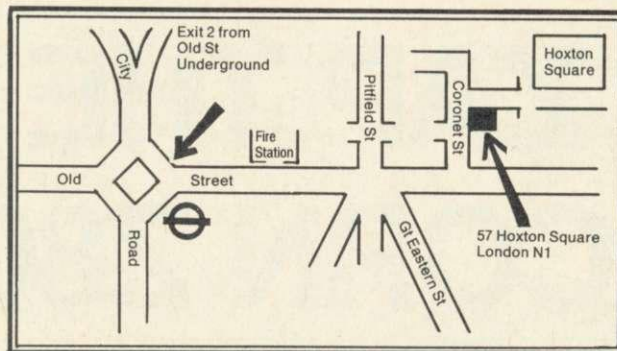 Exit 2 from
Old St
Underground
City
Pitfield St
Coronet St
Hoxton
Square
Fire
Station
Old Street
Road
Gt Eastern St
57 Hoxton Square
London N1